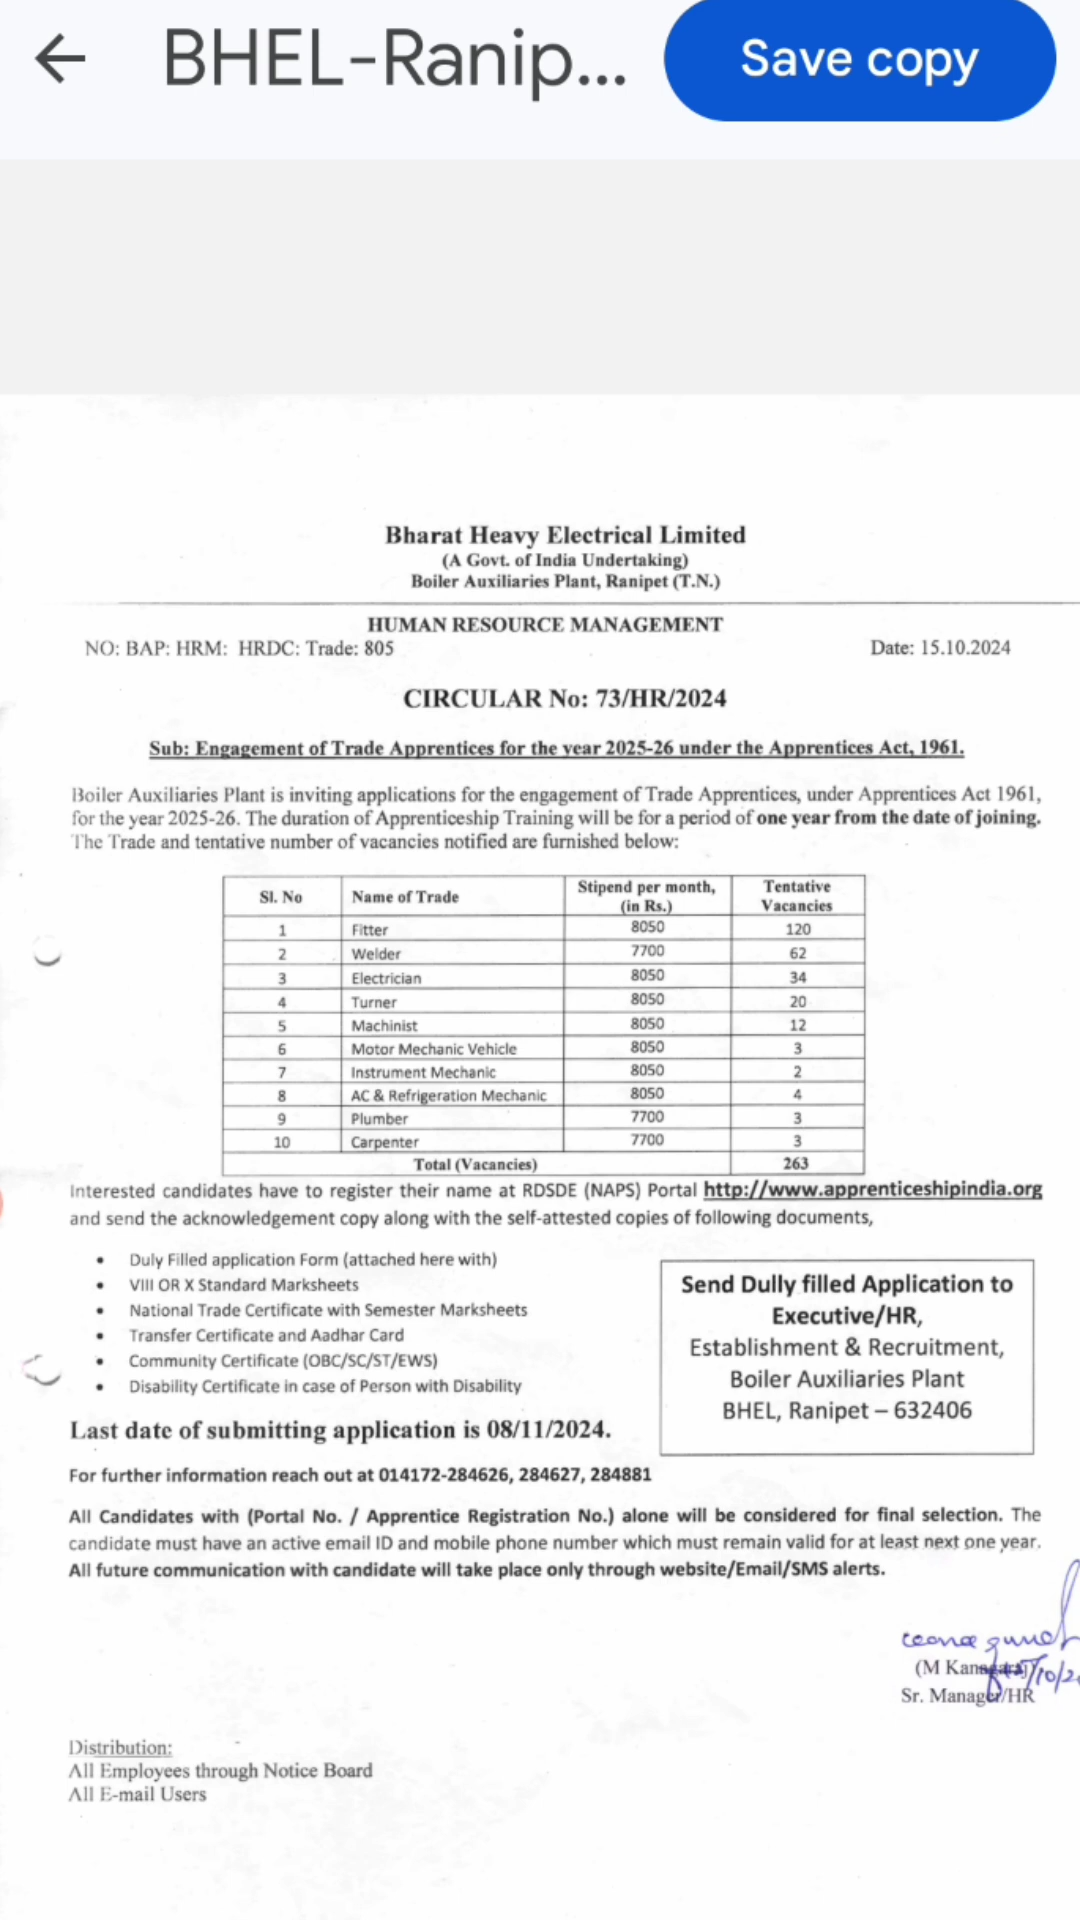 BHEL-Ranip...
Save copy
Bharat Heavy Electrical Limited
(A Govt. of India Undertaking)
Boiler Auxiliaries Plant, Ranipet (T.N.)
HUMAN RESOURCE MANAGEMENT
NO: BAP: HRM: HRDC: Trade: 805 Date: 15.10.2024
CIRCULAR No: 73/HR/2024
Sub: Engagement of Trade Apprentices for the year 2025-26 under the Apprentices Act, 1961.
Boiler Auxiliaries Plant is inviting applications for the engagement of Trade Apprentices, under Apprentices Act 1961,
for the year 2025-26. The duration of Apprenticeship Training will be for a period of one year from the date of joining.
The Trade and tentative number of vacancies notified are furnished below:
Sl. No Name of Trade Stipend per month, (in Rs.) Tentative Vacancies
1 Fitter 8050 120
2 Welder 7700 62
3 Electrician 8050 34
4 Turner 8050 20
5 Machinist 8050 12
6 Motor Mechanic Vehicle 8050 3
7 Instrument Mechanic 8050 2
8 AC & Refrigeration Mechanic 8050 4
9 Plumber 7700 3
10 Carpenter 7700 3
Total (Vacancies) 263
Interested candidates have to register their name at RDSDE (NAPS) Portal http://www.apprenticeshipindia.org
and send the acknowledgement copy along with the self-attested copies of following documents,
• Duly Filled application Form (attached here with)
• VIII OR X Standard Marksheets
• National Trade Certificate with Semester Marksheets
• Transfer Certificate and Aadhar Card
• Community Certificate (OBC/SC/ST/EWS)
• Disability Certificate in case of Person with Disability
Send Dully filled Application to
Executive/HR,
Establishment & Recruitment,
Boiler Auxiliaries Plant
BHEL, Ranipet – 632406
Last date of submitting application is 08/11/2024.
For further information reach out at 014172-284626, 284627, 284881
All Candidates with (Portal No. / Apprentice Registration No.) alone will be considered for final selection. The
candidate must have an active email ID and mobile phone number which must remain valid for at least next one year.
All future communication with candidate will take place only through website/Email/SMS alerts.
(M Kanagaraj)
Sr. Manager/HR
Distribution:
All Employees through Notice Board
All E-mail Users